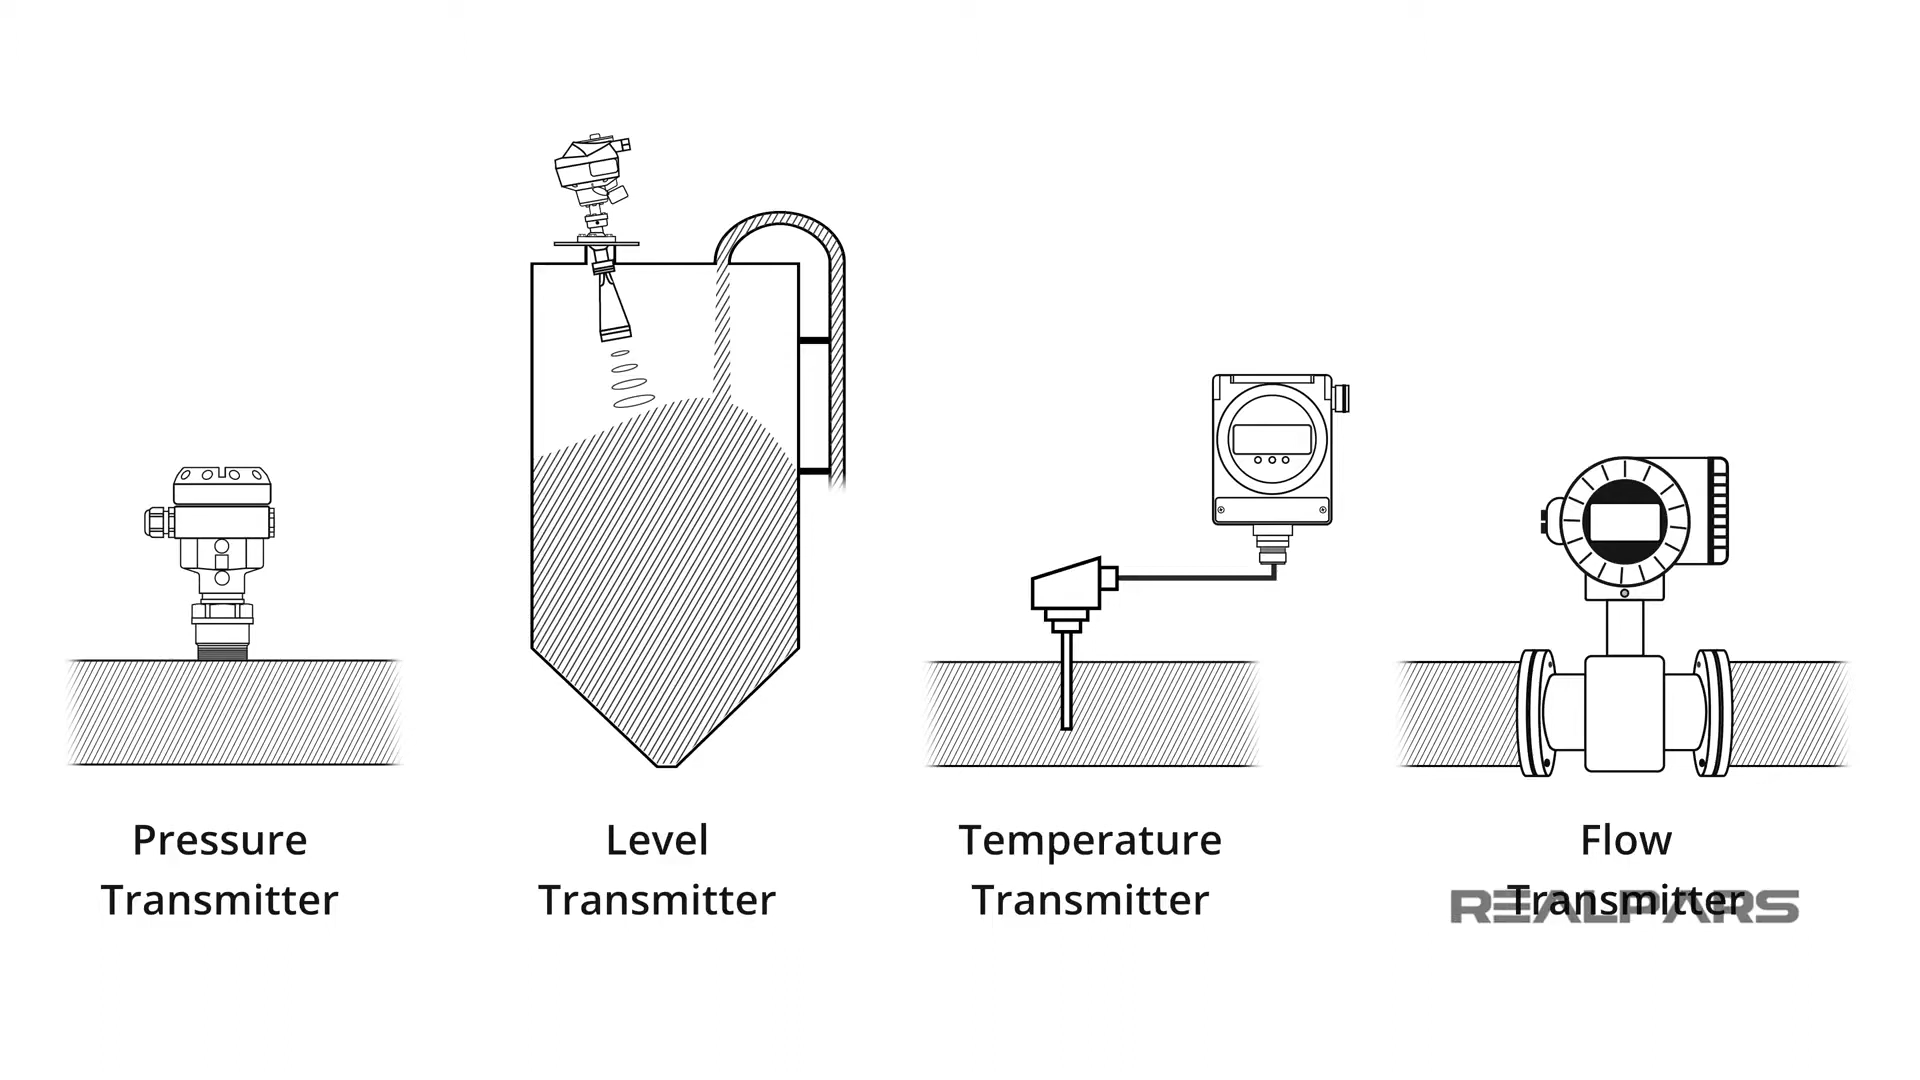 Pressure
Transmitter
Level
Transmitter
Temperature
Transmitter
Flow
Transmitter
REALPARS